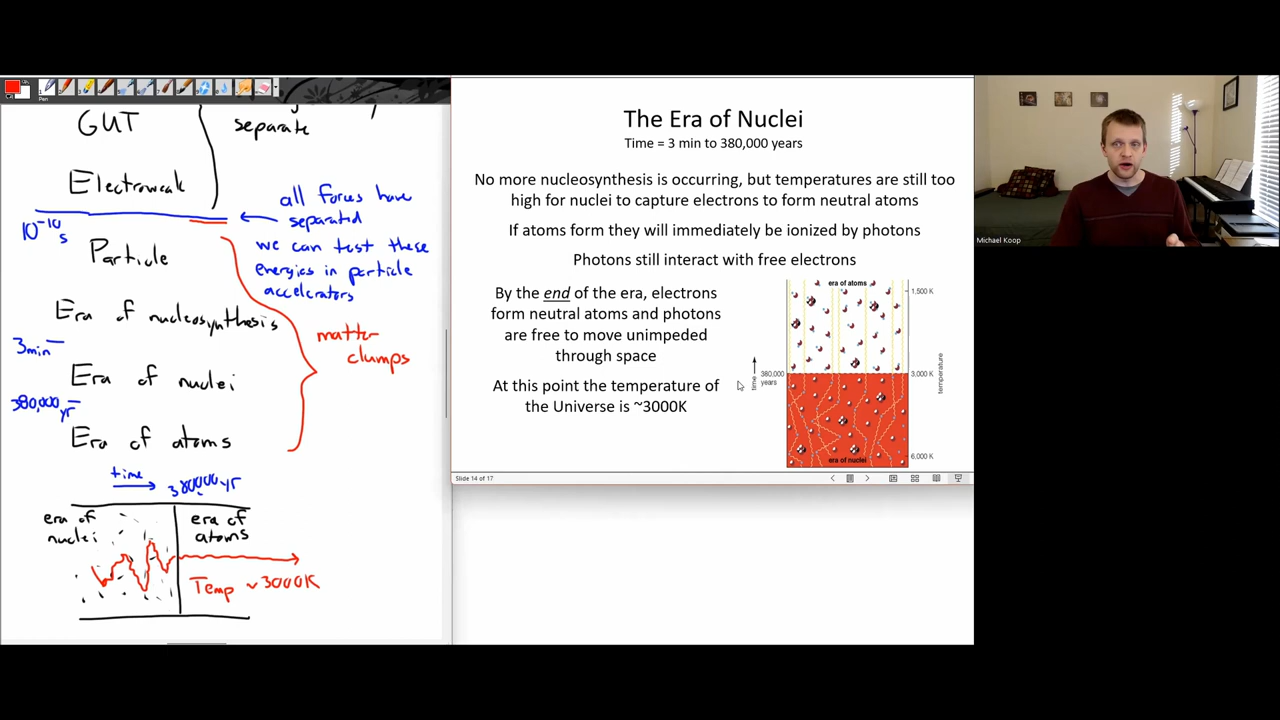 Pen
GUT
separate
Electroweak
all forces have
separated
10⁻¹⁰ s
we can test these
energies in particle
accelerators
Particle
Era of nucleosynthesis
matter
clumps
3 min
Era of nuclei
380,000 yr
Era of atoms
time
380,000 yr
era of
nuclei
era of
atoms
Temp ~3000K
The Era of Nuclei
Time = 3 min to 380,000 years
No more nucleosynthesis is occurring, but temperatures are still too
high for nuclei to capture electrons to form neutral atoms
If atoms form they will immediately be ionized by photons
Photons still interact with free electrons
By the end of the era, electrons
form neutral atoms and photons
are free to move unimpeded
through space
At this point the temperature of
the Universe is ~3000K
era of atoms
1,500 K
time
380,000
years
3,000 K
temperature
6,000 K
era of nuclei
Slide 14 of 17
Michael Koop